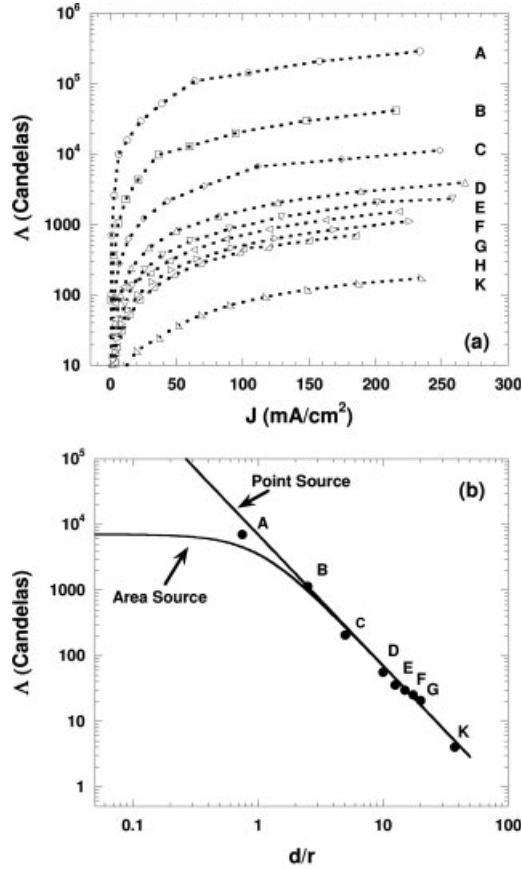 10⁶
10⁵
10⁴
1000
100
10
Λ (Candelas)
A
B
C
D
E
F
G
H
K
(a)
0 50 100 150 200 250 300
J (mA/cm²)
10⁵
10⁴
1000
100
10
1
Λ (Candelas)
(b)
Point Source
Area Source
A
B
C
D
E
F
G
K
0.1 1 10 100
d/r